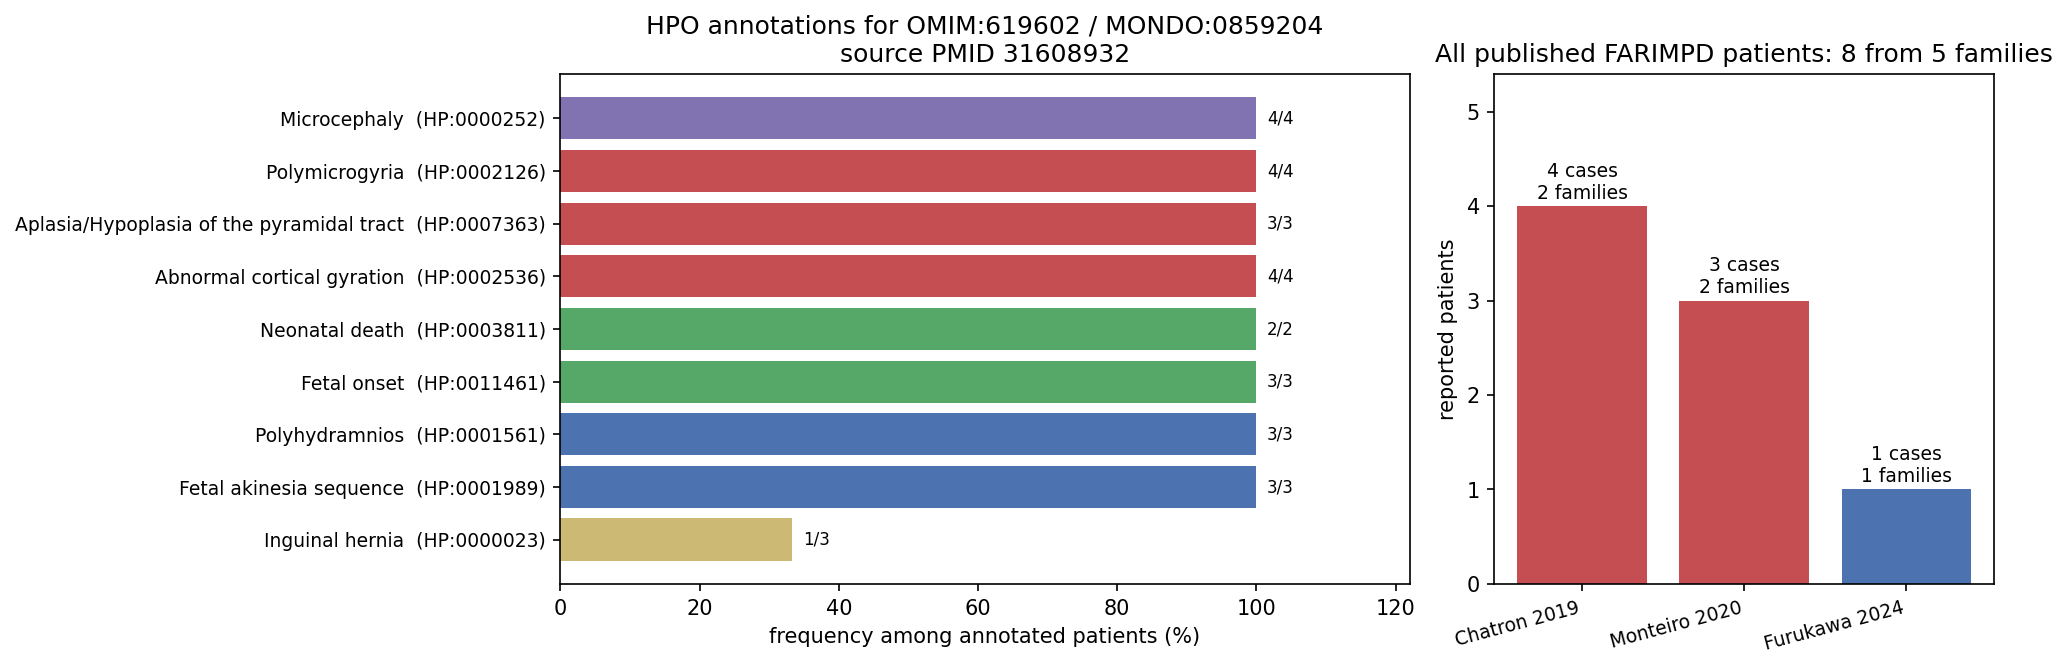 HPO annotations for OMIM:619602 / MONDO:0859204
source PMID 31608932
Microcephaly (HP:0000252)
4/4
Polymicrogyria (HP:0002126)
4/4
Aplasia/Hypoplasia of the pyramidal tract (HP:0007363)
3/3
Abnormal cortical gyration (HP:0002536)
4/4
Neonatal death (HP:0003811)
2/2
Fetal onset (HP:0011461)
3/3
Polyhydramnios (HP:0001561)
3/3
Fetal akinesia sequence (HP:0001989)
3/3
Inguinal hernia (HP:0000023)
1/3
0 20 40 60 80 100 120
frequency among annotated patients (%)
All published FARIMPD patients: 8 from 5 families
reported patients
5
4
3
2
1
0
4 cases
2 families
3 cases
2 families
1 cases
1 families
Chatron 2019
Monteiro 2020
Furukawa 2024